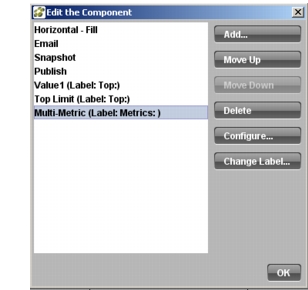 Edit the Component
Horizontal - Fill
Email
Snapshot
Publish
Value1 (Label: Top:)
Top Limit (Label: Top:)
Multi-Metric (Label: Metrics: )
Add...
Move Up
Move Down
Delete
Configure...
Change Label...
OK